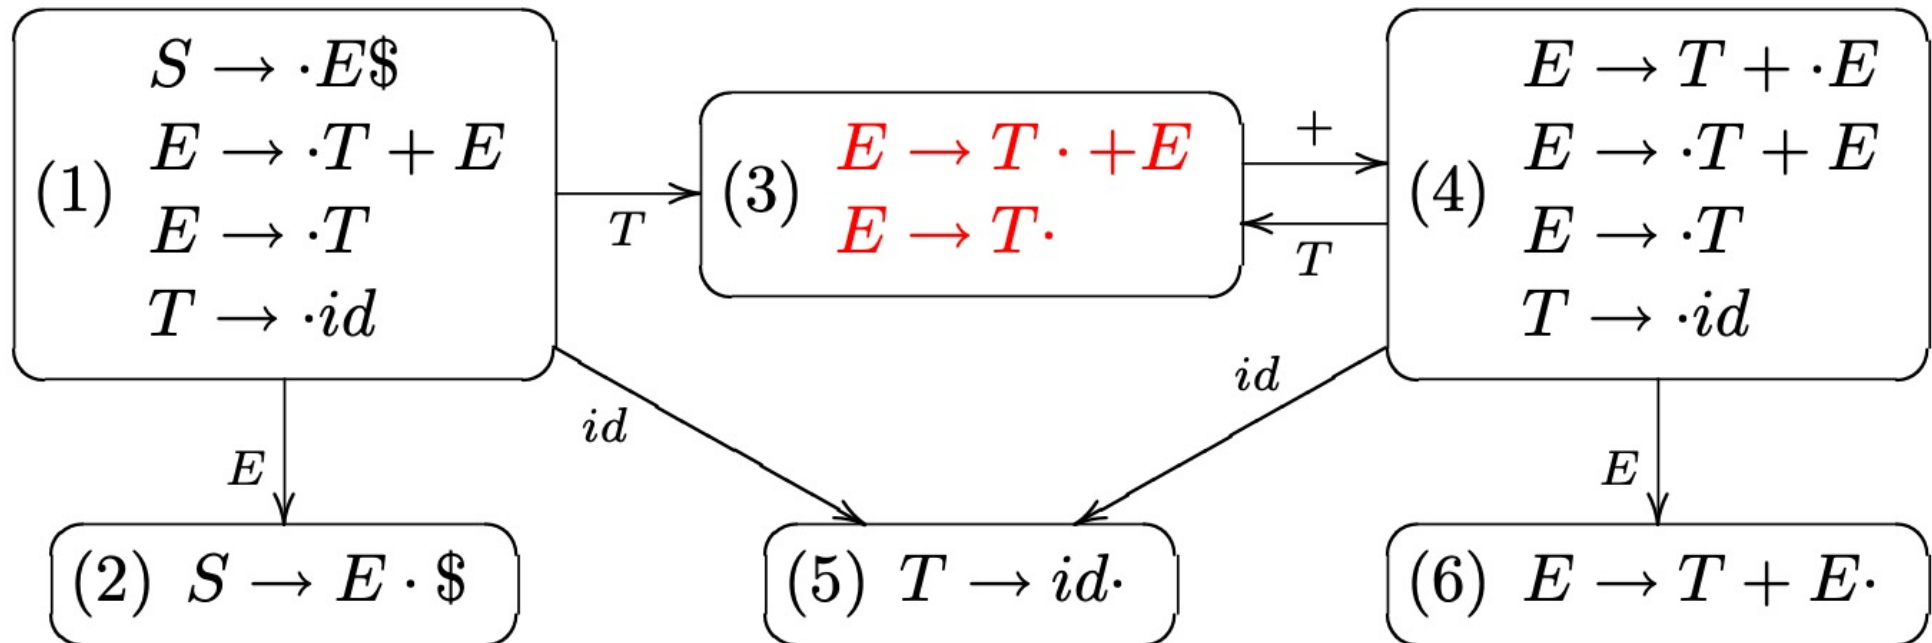 (1)
S → ·E$
E → ·T + E
E → ·T
T → ·id
T
(3)
E → T · +E
E → T·
+
T
(4)
E → T + ·E
E → ·T + E
E → ·T
T → ·id
E
id
id
E
(2) S → E · $
(5) T → id·
(6) E → T + E·